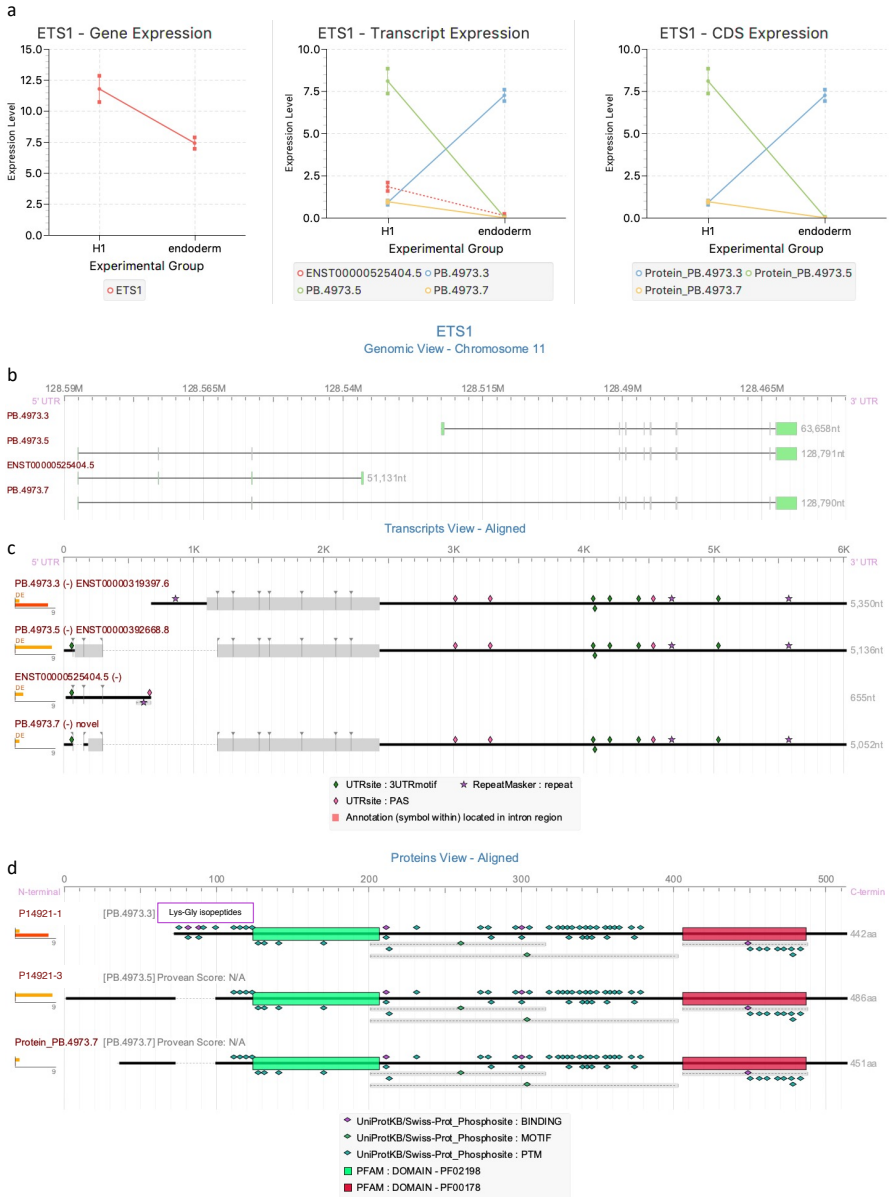 a
ETS1 - Gene Expression
15.0
12.5
10.0
7.5
5.0
2.5
0.0
Expression Level
H1
endoderm
Experimental Group
ETS1
ETS1 - Transcript Expression
10.0
7.5
5.0
2.5
0.0
Expression Level
H1
endoderm
Experimental Group
ENST00000525404.5 PB.4973.3
PB.4973.5 PB.4973.7
ETS1 - CDS Expression
10.0
7.5
5.0
2.5
0.0
Expression Level
H1
endoderm
Experimental Group
Protein_PB.4973.3 Protein_PB.4973.5
Protein_PB.4973.7
ETS1
Genomic View - Chromosome 11
b
128.59M 128.565M 128.54M 128.515M 128.49M 128.465M
5' UTR 3' UTR
PB.4973.3
63,658nt
PB.4973.5
128,791nt
ENST00000525404.5
51,131nt
PB.4973.7
128,790nt
Transcripts View - Aligned
c
0 1K 2K 3K 4K 5K 6K
5' UTR 3' UTR
PB.4973.3 (-) ENST00000319397.6
DE
9
5,350nt
PB.4973.5 (-) ENST00000392668.8
DE
9
5,136nt
ENST00000525404.5 (-)
DE
9
655nt
PB.4973.7 (-) novel
DE
9
5,052nt
UTRsite : 3UTRmotif RepeatMasker : repeat
UTRsite : PAS
Annotation (symbol within) located in intron region
Proteins View - Aligned
d
0 100 200 300 400 500
N-terminal C-termin
P14921-1 [PB.4973.3] Lys-Gly isopeptides
9
442aa
P14921-3 [PB.4973.5] Provean Score: N/A
9
486aa
Protein_PB.4973.7 [PB.4973.7] Provean Score: N/A
9
451aa
UniProtKB/Swiss-Prot_Phosphosite : BINDING
UniProtKB/Swiss-Prot_Phosphosite : MOTIF
UniProtKB/Swiss-Prot_Phosphosite : PTM
PFAM : DOMAIN - PF02198
PFAM : DOMAIN - PF00178